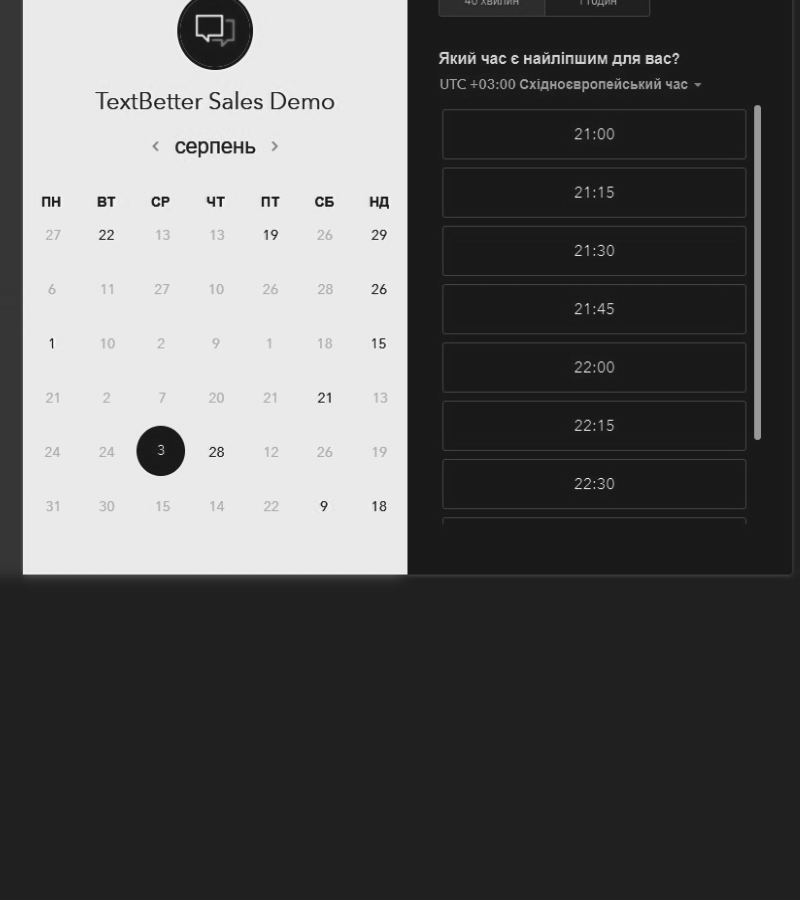 TextBetter Sales Demo
серпень
ПН ВТ СР ЧТ ПТ СБ НД
27 22 13 13 19 26 29
6 11 27 10 26 28 26
1 10 2 9 1 18 15
21 2 7 20 21 21 13
24 24 3 28 12 26 19
31 30 15 14 22 9 18
40 хвилин 1 годин
Який час є найліпшим для вас?
UTC +03:00 Східноєвропейський час
21:00
21:15
21:30
21:45
22:00
22:15
22:30